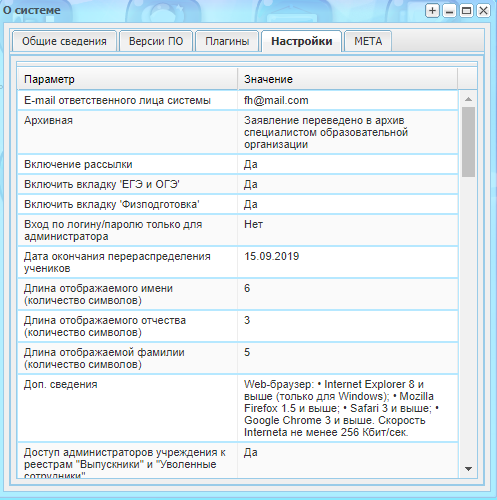 О системе
Общие сведения Версии ПО Плагины Настройки META
Параметр Значение
E-mail ответственного лица системы fh@mail.com
Архивная Заявление переведено в архив
специалистом образовательной
организации
Включение рассылки Да
Включить вкладку 'ЕГЭ и ОГЭ' Да
Включить вкладку 'Физподготовка' Да
Вход по логину/паролю только для Нет
администратора
Дата окончания перераспределения 15.09.2019
учеников
Длина отображаемого имени 6
(количество символов)
Длина отображаемого отчества 3
(количество символов)
Длина отображаемой фамилии 5
(количество символов)
Доп. сведения Web-браузер: • Internet Explorer 8 и
выше (только для Windows); • Mozilla
Firefox 1.5 и выше; • Safari 3 и выше; •
Google Chrome 3 и выше. Скорость
Interneta не менее 256 Кбит/сек.
Доступ администраторов учреждения к Да
реестрам "Выпускники" и "Уволенные
сотрудники"